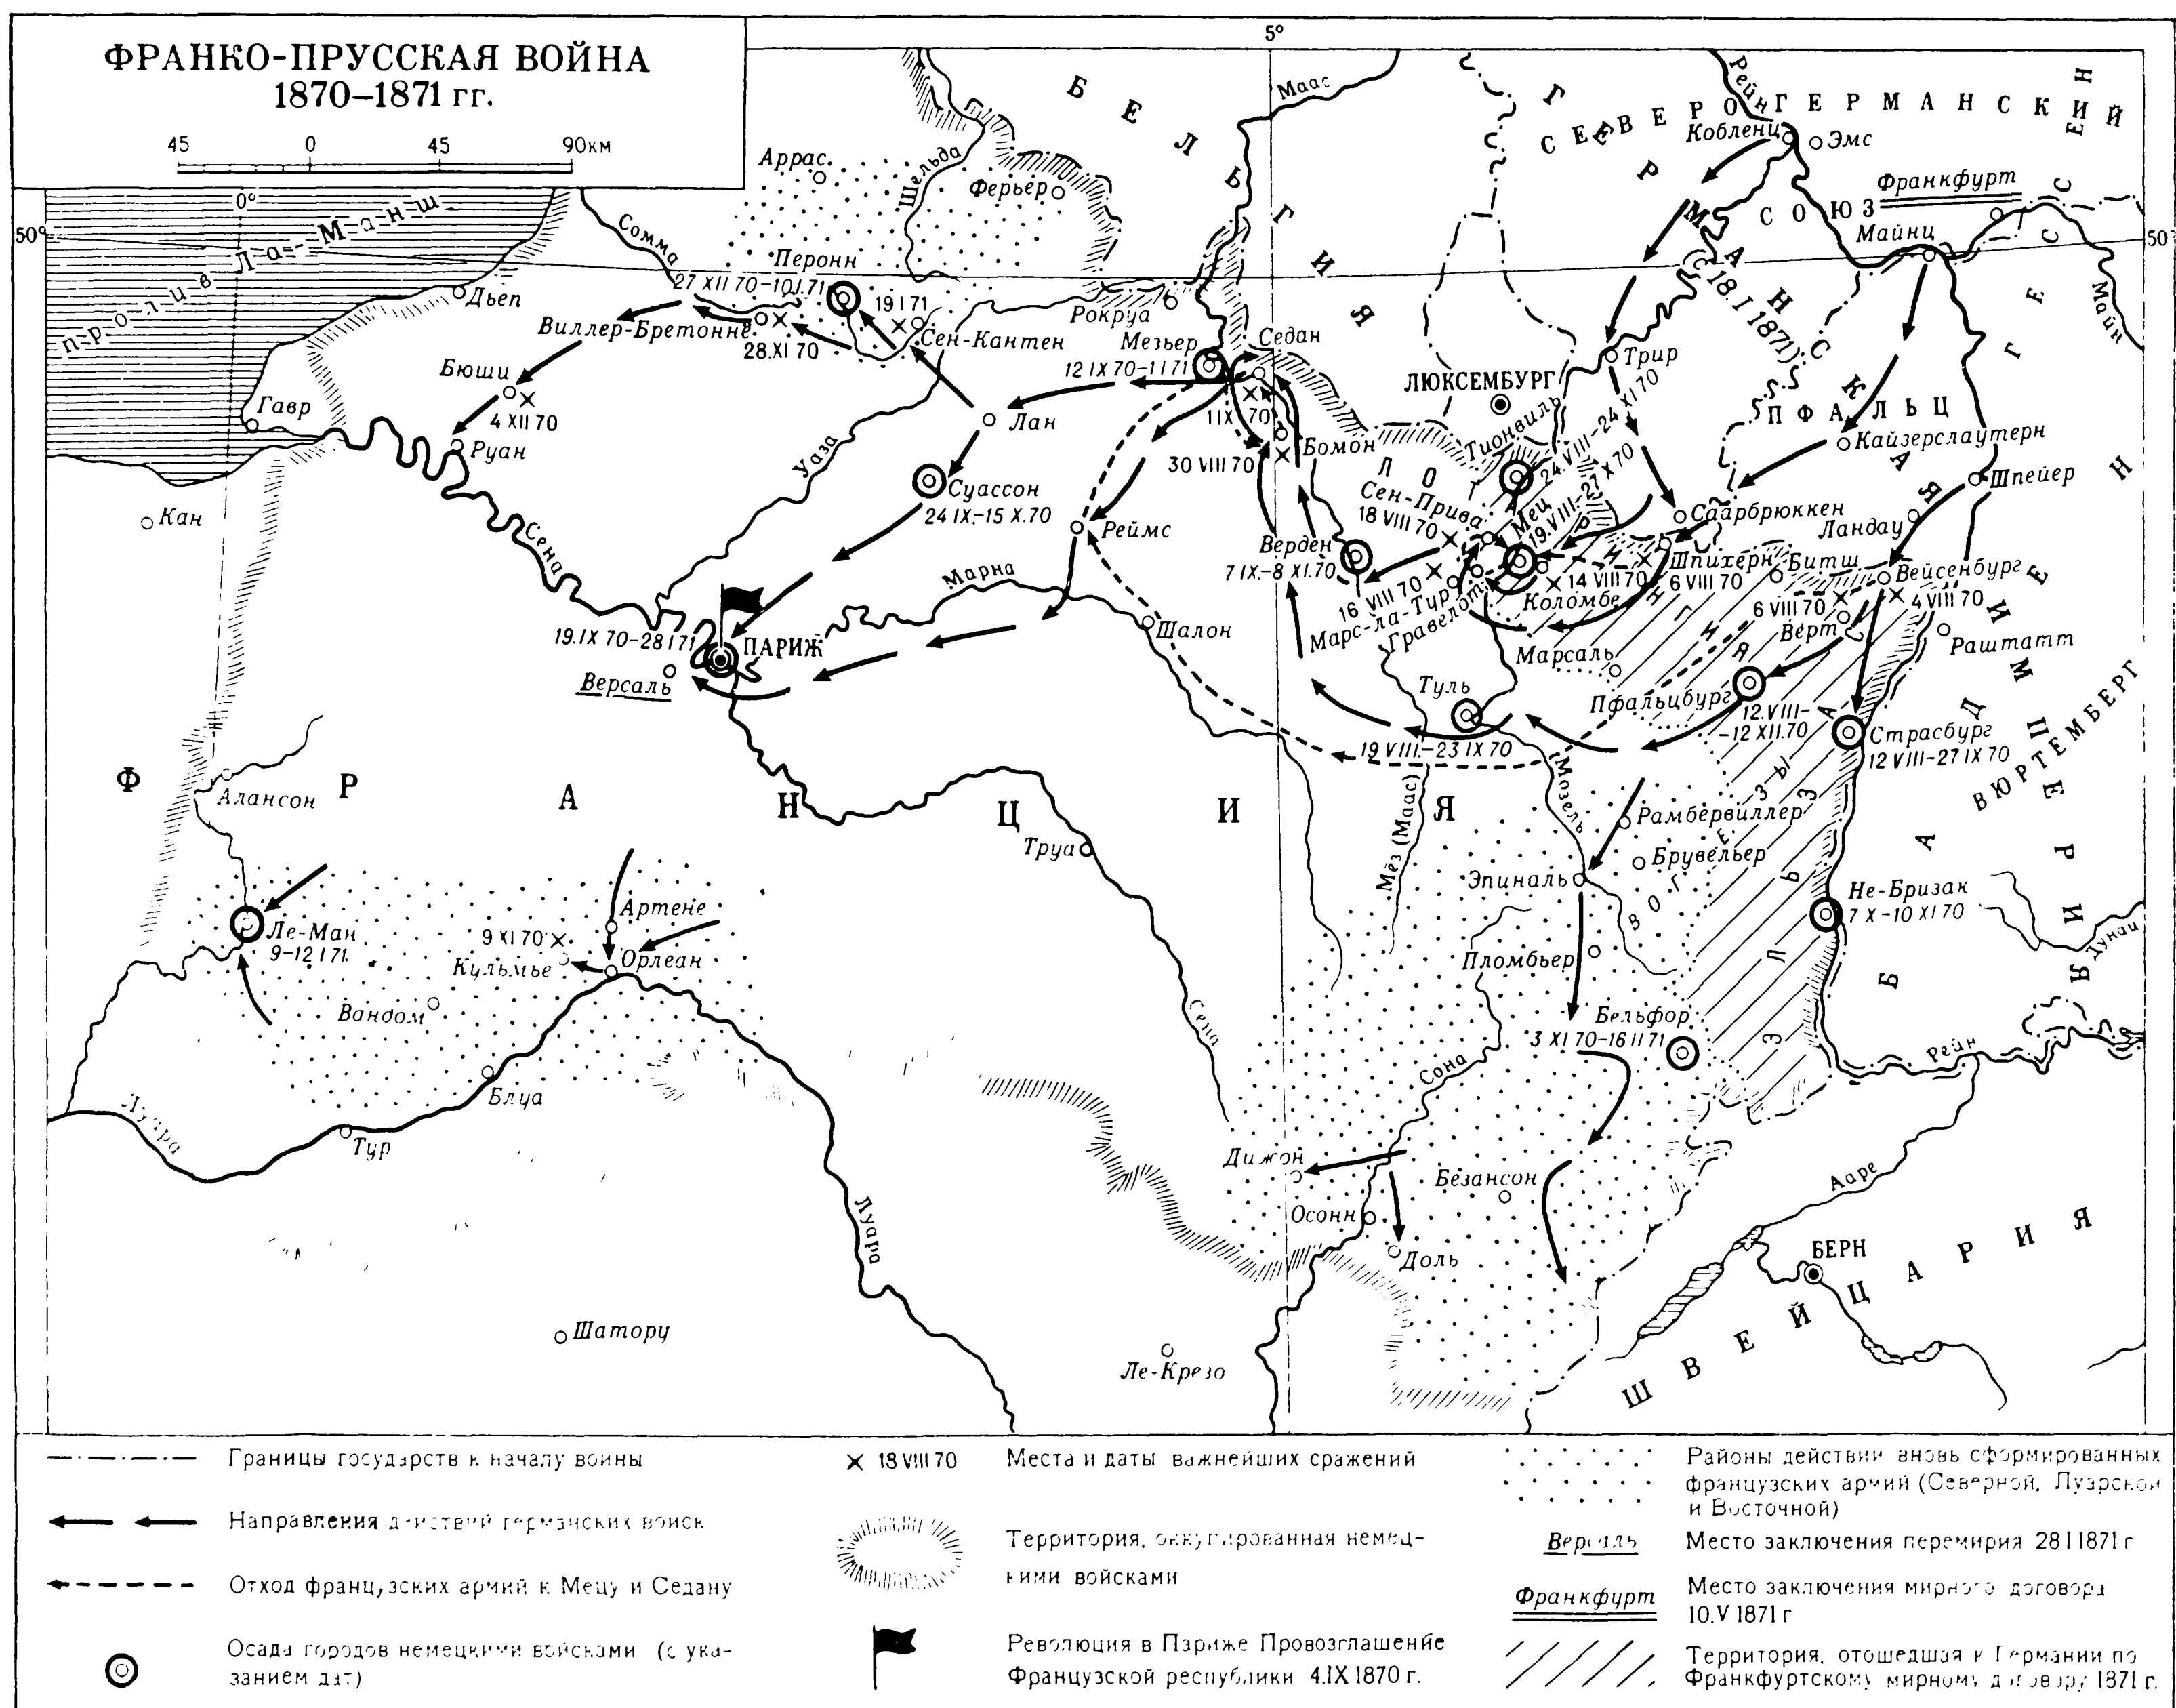 ФРАНКО-ПРУССКАЯ ВОЙНА
1870–1871 гг.
45 0 45 90км
5°
0°
50°
50°
пролив Ла-Манш
БЕЛЬГИЯ
Маас
Рейн
СЕВЕРО ГЕРМАНСКИЙ
СОЮЗ
ГЕРМАНСКАЯ
ИМПЕРИЯ
(С 18.I 1871)
Кобленц
Эмс
Франкфурт
Майнц
Майн
ГЕССЕН
Аррас
Шельда
Ферьер
Сомма
Перонн
27 XII 70–10 I 71
19 I 71
Дьеп
Виллер-Бретонне
28.XI 70
Сен-Кантен
Рокруа
Мезьер
12 IX 70–1 I 71
Седан
1 IX 70
Трир
ЛЮКСЕМБУРГ
ПФАЛЬЦ
Кайзерслаутерн
Шпейер
Бюши
4 XII 70
Гавр
Руан
Лан
Уаза
Бомон
30 VIII 70
ЛОТАРИНГИЯ
Тионвиль
24.VIII–24 XI 70
Сен-Прива
18 VIII 70
Мец
19.VIII–27 X 70
Саарбрюккен
Ландау
Кан
Сена
Суассон
24 IX.–15 X.70
Реймс
Верден
7 IX.–8 XI.70
16 VIII 70
Марс-ла-Тур
Гравелот
Коломбе
14 VIII 70
Шпихерн
6 VIII 70
Битш
Вейсенбург
4 VIII 70
6 VIII 70
Верт
Раштатт
Марна
Шалон
19.IX 70–28 I 71
ПАРИЖ
Версаль
Марсаль
Туль
19 VIII.–23 IX 70
Пфальцбург
12.VIII–
–12 XII.70
Страсбург
12 VIII–27 IX 70
ВЮРТЕМБЕРГ
БАДЕН
ФРАНЦИЯ
Алансон
Труа
Мёз (Маас)
Мозель
Рамбервиллер
Брувельер
ВОГЕЗЫ
ЭЛЬЗАС
Эпиналь
Не-Бризак
7 X–10 XI 70
Дунай
Ле-Ман
9–12 I 71
Артене
9 XI 70
Кульмье
Орлеан
Вандом
Пломбьер
Сена
Бельфор
3 XI 70–16 II 71
Рейн
Сона
Луара
Блуа
Тур
Луара
Дижон
Безансон
Осонн
Доль
Ааре
БЕРН
ШВЕЙЦАРИЯ
Шатору
Ле-Крезо
Границы государств к началу войны
Направления действий германских войск
Отход французских армий к Мецу и Седану
Осада городов немецкими войсками (с ука-
занием дат)
18 VIII 70 Места и даты важнейших сражений
Территория, оккупированная немец-
кими войсками
Революция в Париже Провозглашение
Французской республики 4.IX 1870 г.
Районы действий вновь сформированных
французских армий (Северной, Луарской
и Восточной)
Версаль Место заключения перемирия 28 I 1871 г
Франкфурт Место заключения мирного договора
10.V 1871 г
Территория, отошедшая к Германии по
Франкфуртскому мирному договору 1871 г.